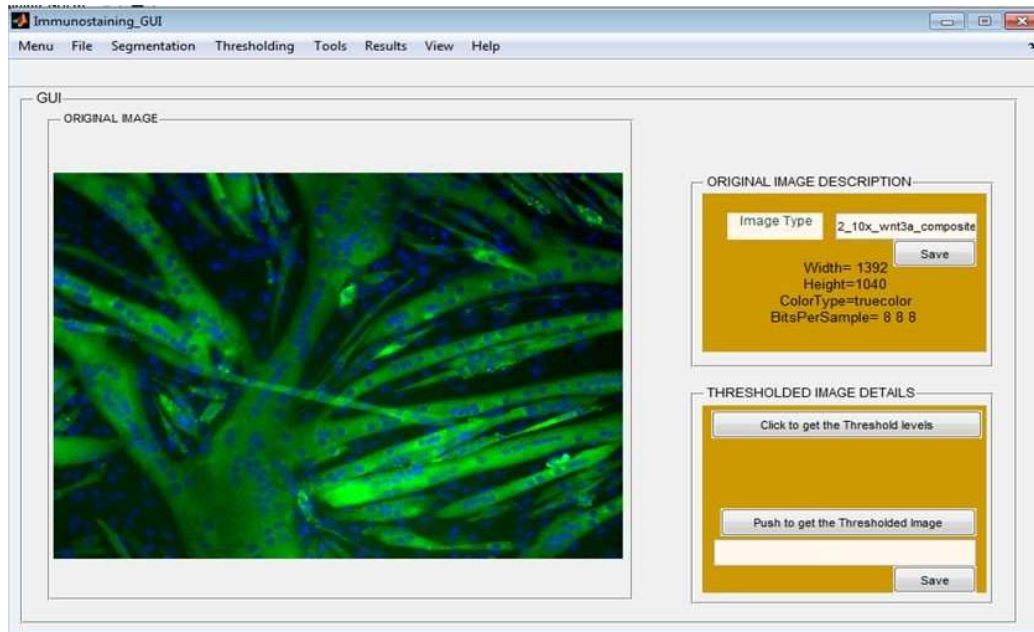 Immunostaining_GUI
Menu File Segmentation Thresholding Tools Results View Help
GUI
ORIGINAL IMAGE
ORIGINAL IMAGE DESCRIPTION
Image Type 2_10x_wnt3a_composite
Save
Width= 1392
Height=1040
ColorType=truecolor
BitsPerSample= 8 8 8
THRESHOLDED IMAGE DETAILS
Click to get the Threshold levels
Push to get the Thresholded Image
Save